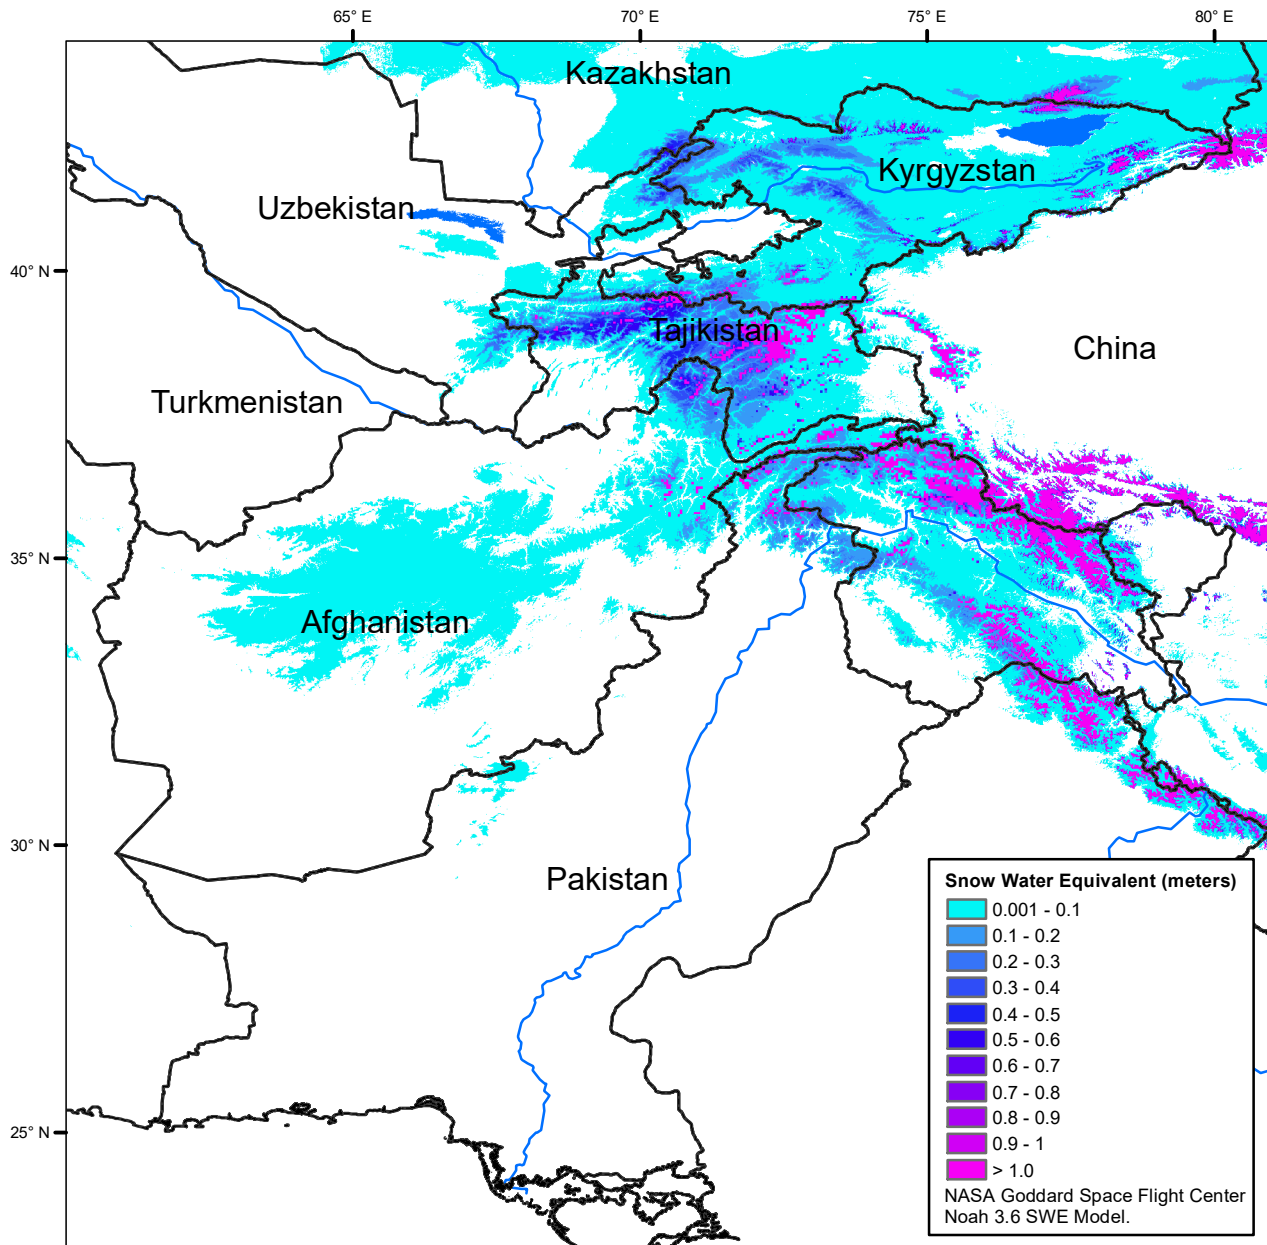 65° E
70° E
75° E
80° E
Kazakhstan
Kyrgyzstan
Uzbekistan
40° N
Tajikistan
China
Turkmenistan
35° N
Afghanistan
30° N
Pakistan
25° N
Snow Water Equivalent (meters)
0.001 - 0.1
0.1 - 0.2
0.2 - 0.3
0.3 - 0.4
0.4 - 0.5
0.5 - 0.6
0.6 - 0.7
0.7 - 0.8
0.8 - 0.9
0.9 - 1
> 1.0
NASA Goddard Space Flight Center
Noah 3.6 SWE Model.